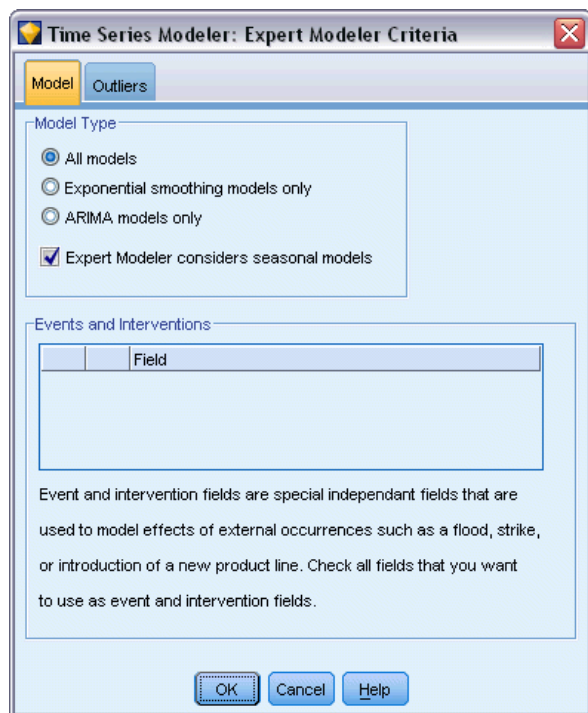 Time Series Modeler: Expert Modeler Criteria
Model
Outliers
Model Type
All models
Exponential smoothing models only
ARIMA models only
Expert Modeler considers seasonal models
Events and Interventions
Field
Event and intervention fields are special independant fields that are
used to model effects of external occurrences such as a flood, strike,
or introduction of a new product line. Check all fields that you want
to use as event and intervention fields.
OK
Cancel
Help